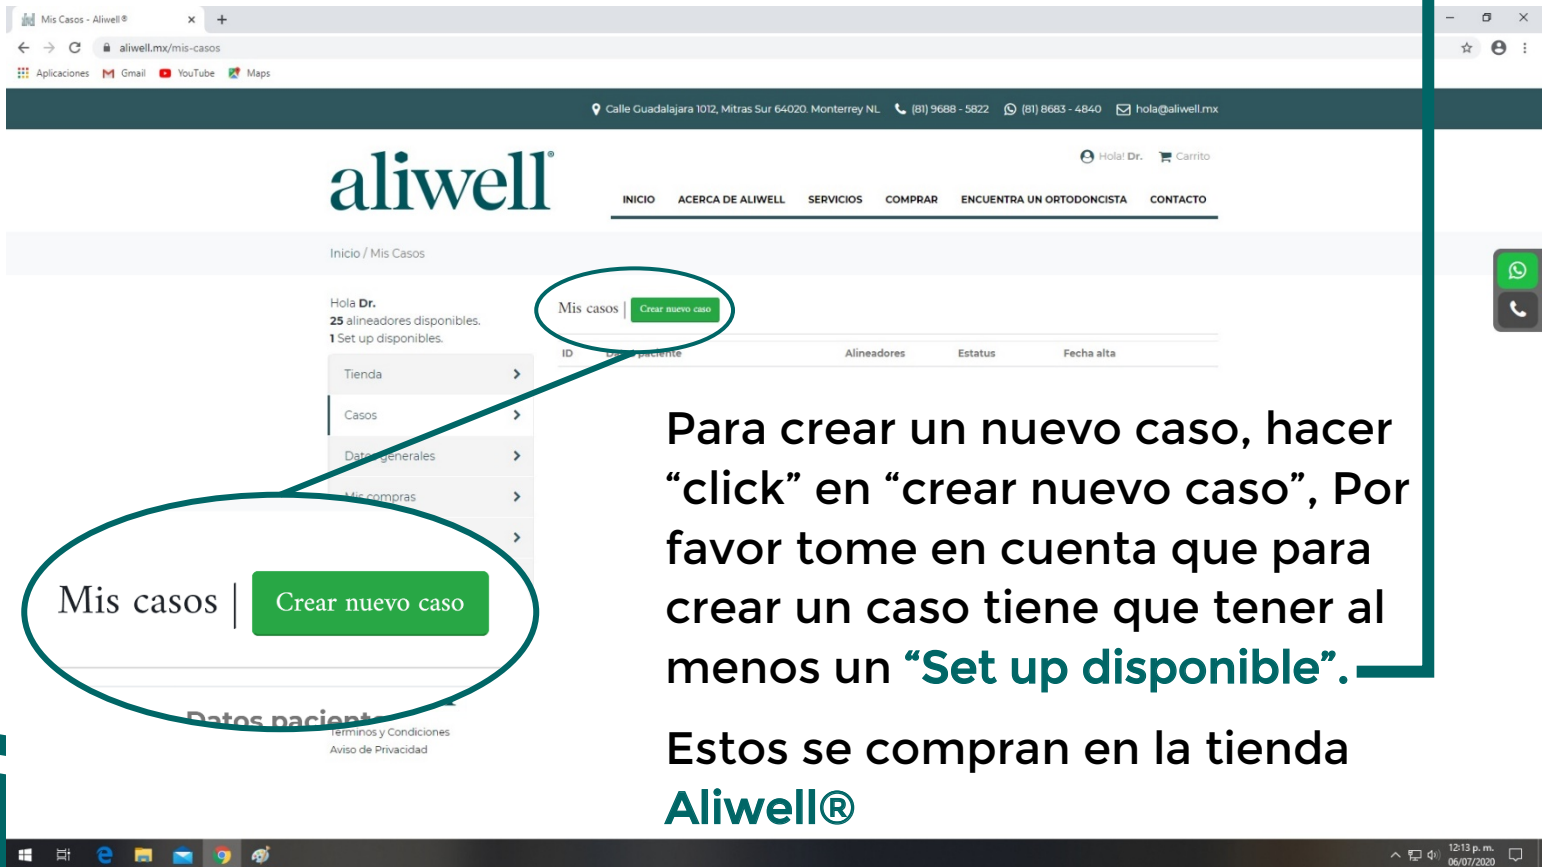 Mis Casos - Aliwell®
aliwell.mx/mis-casos
Aplicaciones Gmail YouTube Maps
Calle Guadalajara 1012, Mitras Sur 64020. Monterrey NL (81) 9688 - 5822 (81) 8683 - 4840 hola@aliwell.mx
aliwell®
Hola! Dr. Carrito
INICIO ACERCA DE ALIWELL SERVICIOS COMPRAR ENCUENTRA UN ORTODONCISTA CONTACTO
Inicio / Mis Casos
Hola Dr.
25 alineadores disponibles.
1 Set up disponibles.
Mis casos | Crear nuevo caso
ID Datos paciente Alineadores Estatus Fecha alta
Tienda
Casos
Datos generales
Mis compras
Mis casos | Crear nuevo caso
Datos paciente
Términos y Condiciones
Aviso de Privacidad
Para crear un nuevo caso, hacer
“click” en “crear nuevo caso”, Por
favor tome en cuenta que para
crear un caso tiene que tener al
menos un “Set up disponible”.
Estos se compran en la tienda
Aliwell®
12:13 p. m.
06/07/2020